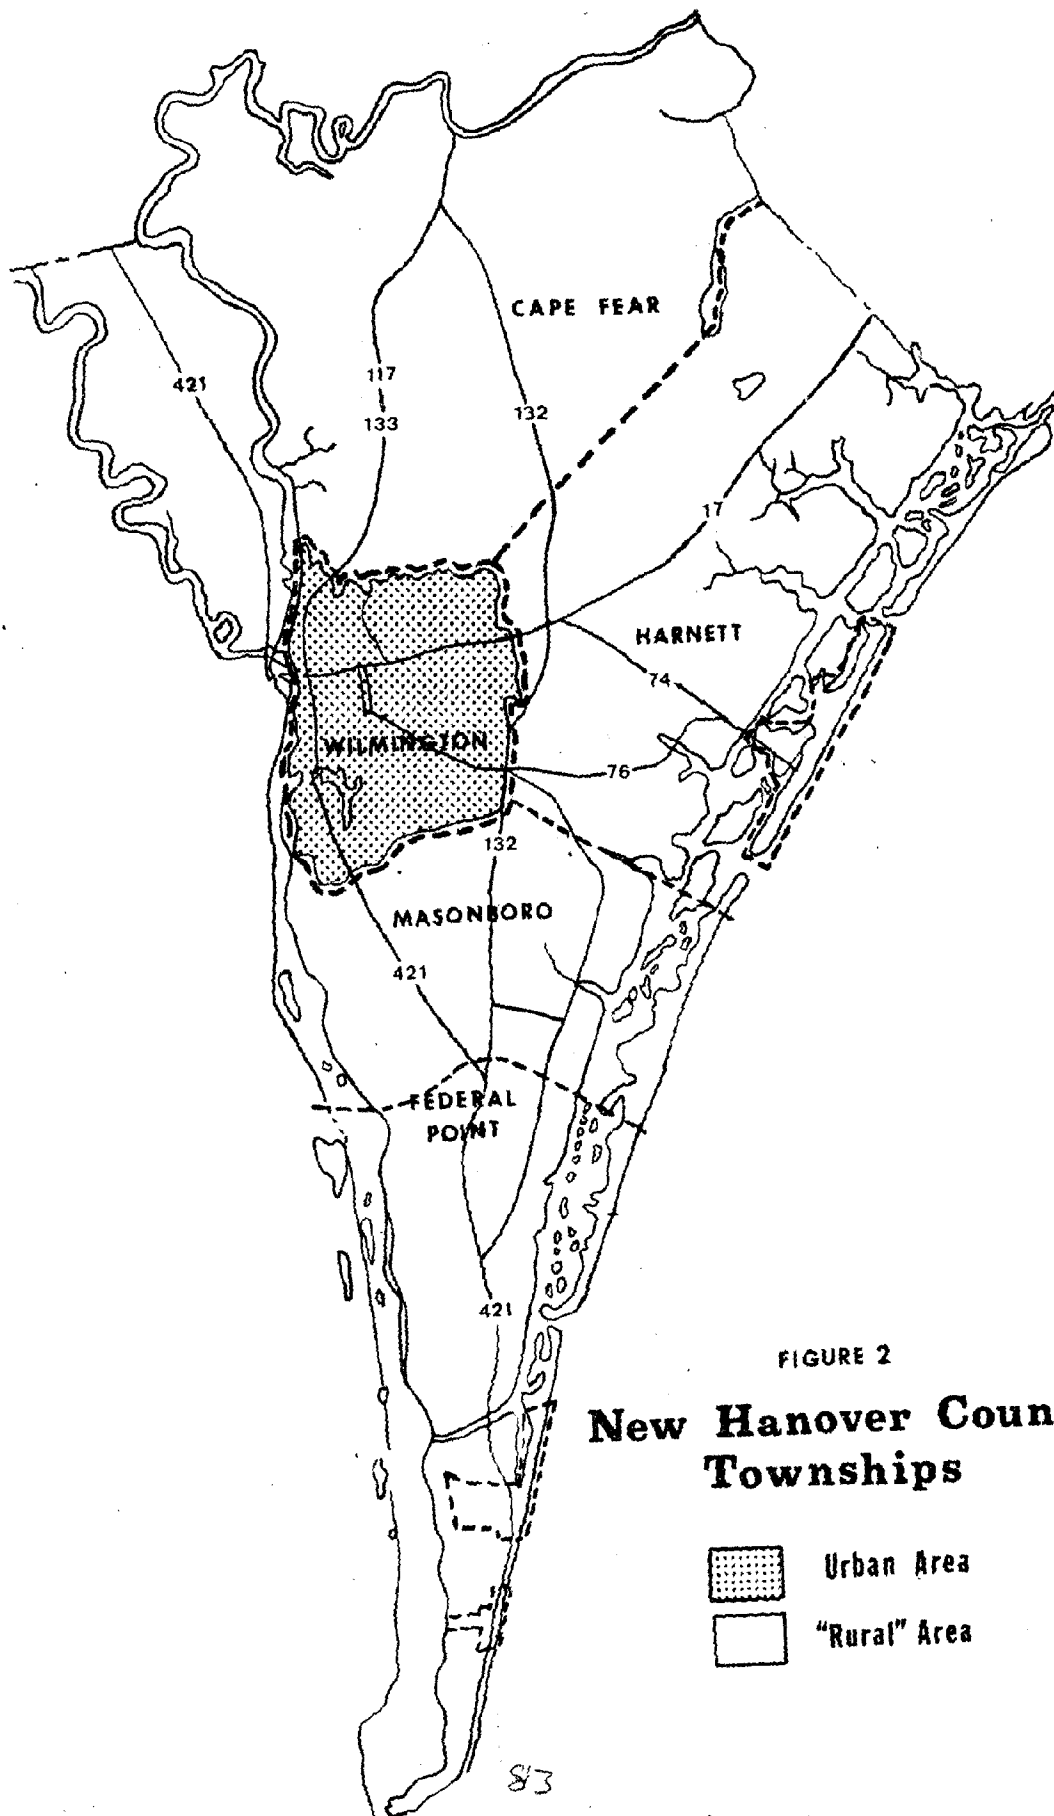 CAPE FEAR
421
117
133
132
17
HARNETT
74
WILMINGTON
76
132
MASONBORO
421
FEDERAL
POINT
421
FIGURE 2
New Hanover Coun
Townships
Urban Area
"Rural" Area